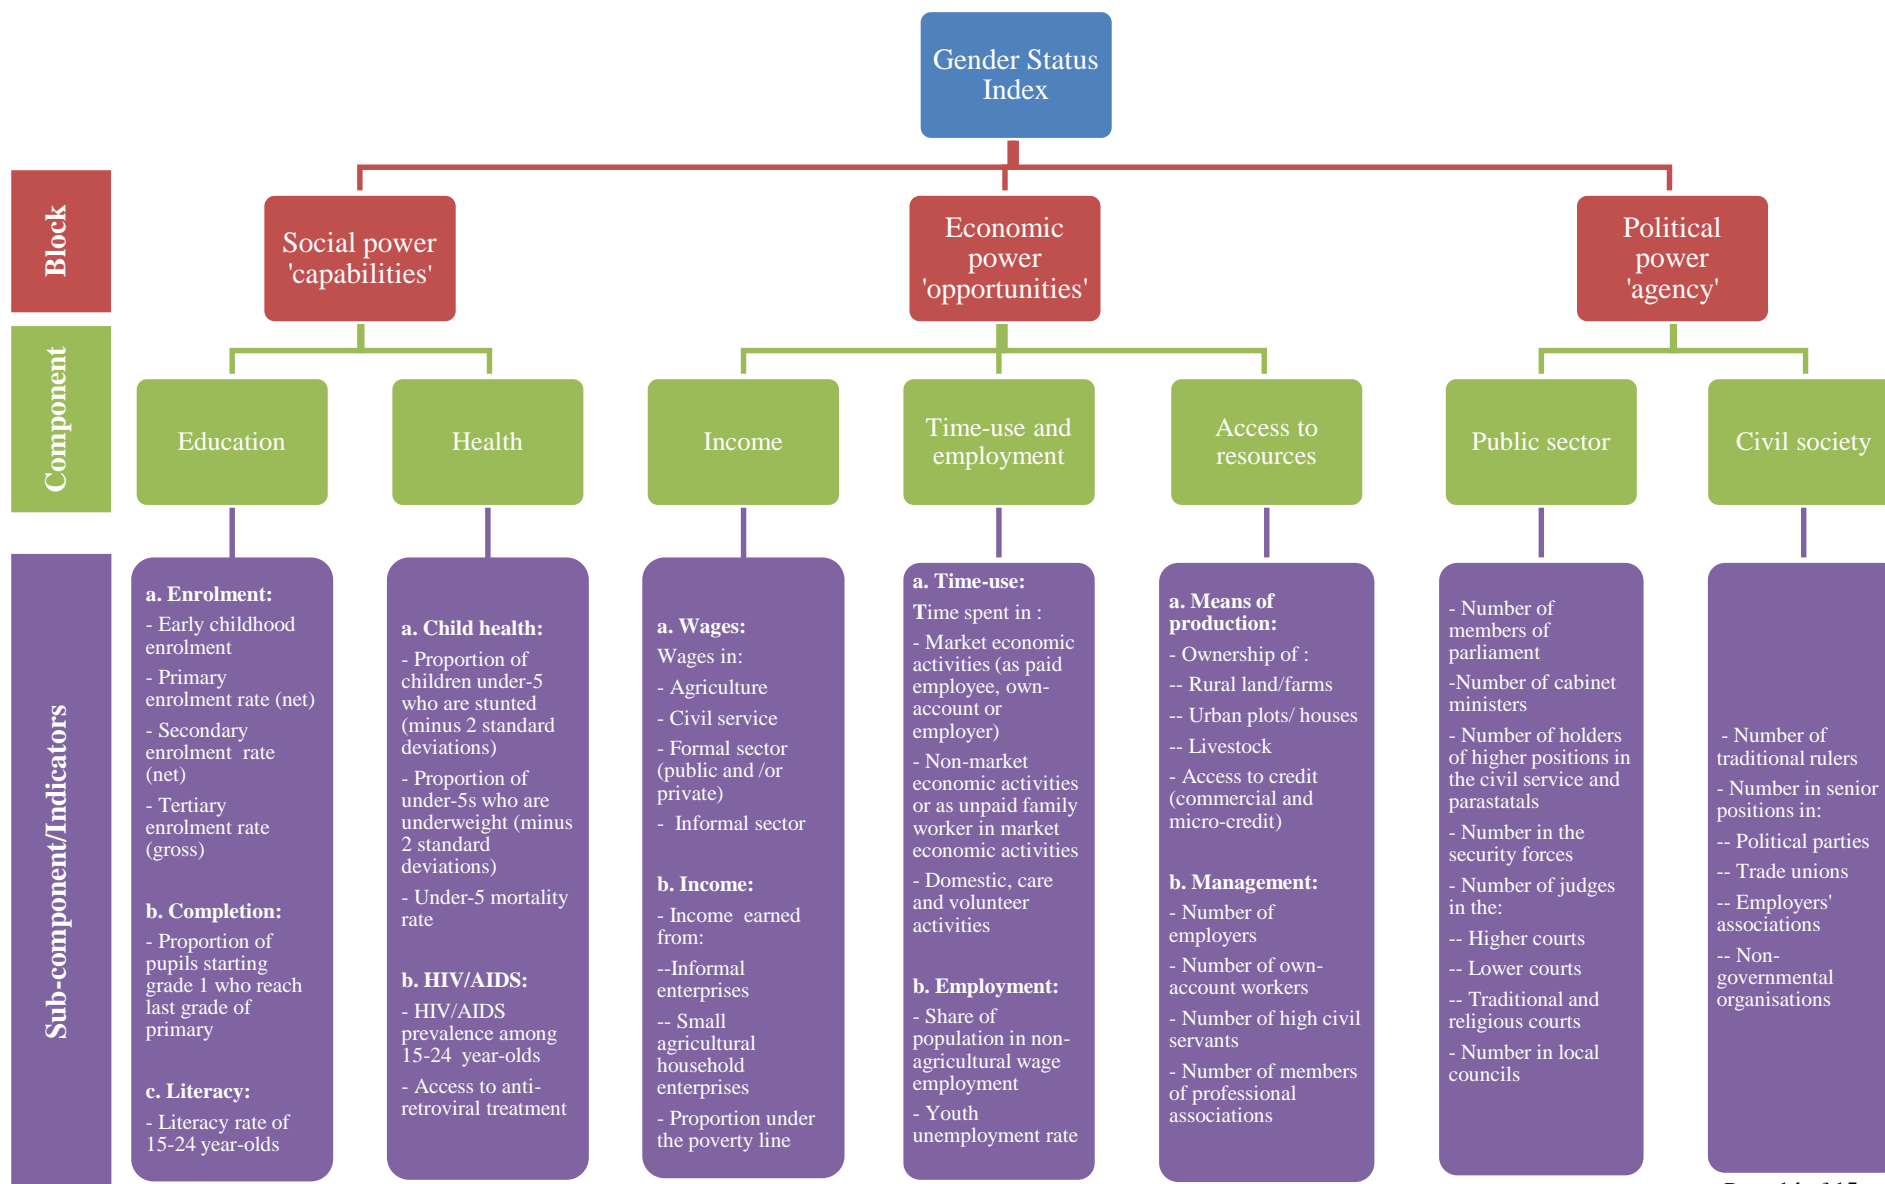 Gender Status
Index
Block
Social power
'capabilities'
Economic
power
'opportunities'
Political
power
'agency'
Component
Education
Health
Income
Time-use and
employment
Access to
resources
Public sector
Civil society
Sub-component/Indicators
a. Enrolment:
- Early childhood
enrolment
- Primary
enrolment rate (net)
- Secondary
enrolment rate
(net)
- Tertiary
enrolment rate
(gross)
b. Completion:
- Proportion of
pupils starting
grade 1 who reach
last grade of
primary
c. Literacy:
- Literacy rate of
15-24 year-olds
a. Child health:
- Proportion of
children under-5
who are stunted
(minus 2 standard
deviations)
- Proportion of
under-5s who are
underweight (minus
2 standard
deviations)
- Under-5 mortality
rate
b. HIV/AIDS:
- HIV/AIDS
prevalence among
15-24 year-olds
- Access to anti-
retroviral treatment
a. Wages:
Wages in:
- Agriculture
- Civil service
- Formal sector
(public and /or
private)
- Informal sector
b. Income:
- Income earned
from:
--Informal
enterprises
-- Small
agricultural
household
enterprises
- Proportion under
the poverty line
a. Time-use:
Time spent in :
- Market economic
activities (as paid
employee, own-
account or
employer)
- Non-market
economic activities
or as unpaid family
worker in market
economic activities
- Domestic, care
and volunteer
activities
b. Employment:
- Share of
population in non-
agricultural wage
employment
- Youth
unemployment rate
a. Means of
production:
- Ownership of :
-- Rural land/farms
-- Urban plots/ houses
-- Livestock
- Access to credit
(commercial and
micro-credit)
b. Management:
- Number of
employers
- Number of own-
account workers
- Number of high civil
servants
- Number of members
of professional
associations
- Number of
members of
parliament
-Number of cabinet
ministers
- Number of holders
of higher positions in
the civil service and
parastatals
- Number in the
security forces
- Number of judges
in the:
-- Higher courts
-- Lower courts
-- Traditional and
religious courts
- Number in local
councils
- Number of
traditional rulers
- Number in senior
positions in:
-- Political parties
-- Trade unions
-- Employers'
associations
-- Non-
governmental
organisations